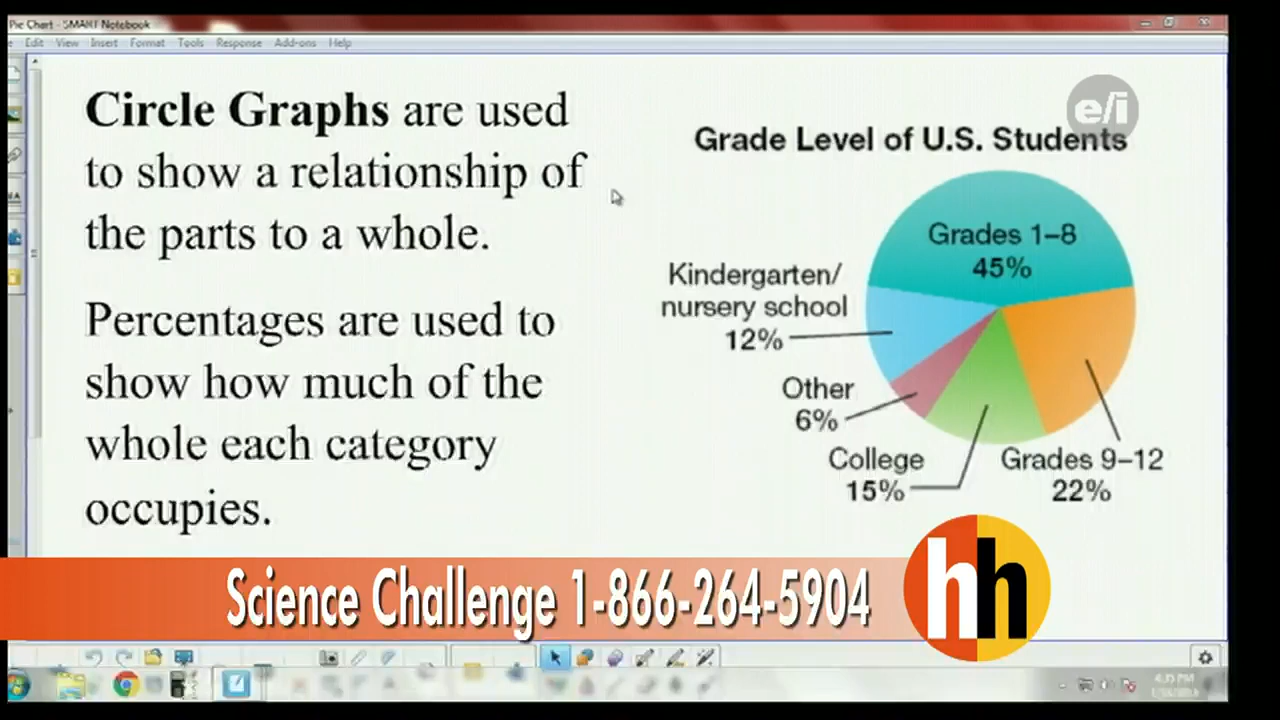 Pie Chart - SMART Notebook
Edit View Insert Format Tools Response Add-ons Help
Circle Graphs are used
to show a relationship of
the parts to a whole.
Percentages are used to
show how much of the
whole each category
occupies.
e/i
Grade Level of U.S. Students
Grades 1–8
45%
Kindergarten/
nursery school
12%
Other
6%
College
15%
Grades 9–12
22%
Science Challenge 1-866-264-5904
hh
4:35 PM